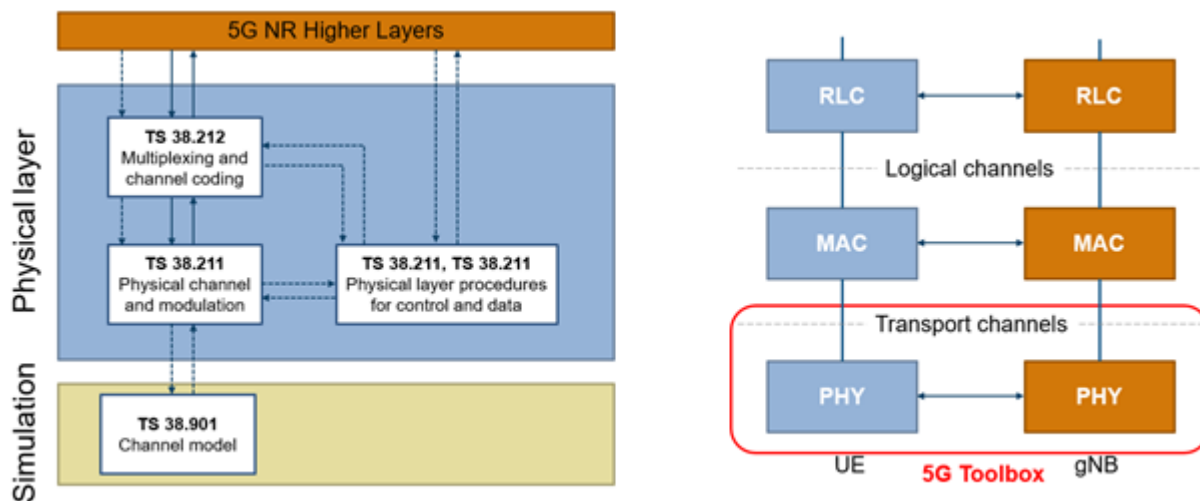 5G NR Higher Layers
Physical layer
TS 38.212
Multiplexing and
channel coding
TS 38.211
Physical channel
and modulation
TS 38.211, TS 38.211
Physical layer procedures
for control and data
Simulation
TS 38.901
Channel model
RLC
RLC
Logical channels
MAC
MAC
Transport channels
PHY
PHY
UE
5G Toolbox
gNB